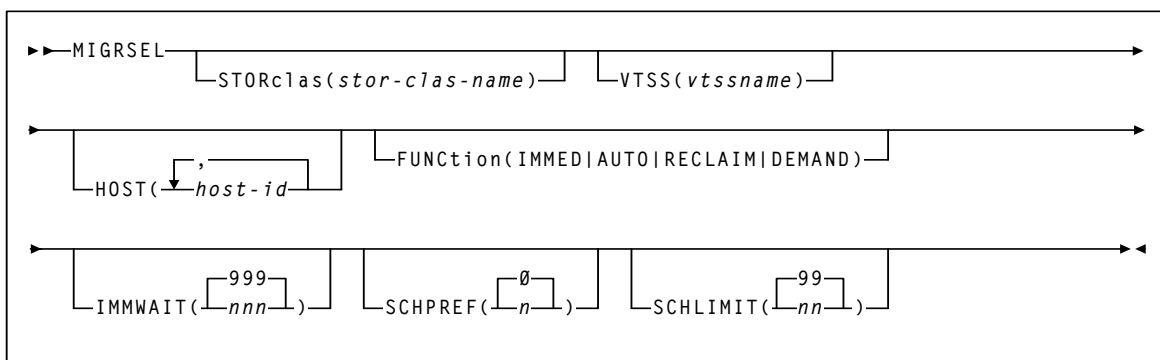 MIGRSEL
STORclas(stor-clas-name)
VTSS(vtssname)
,
HOST(host-id
FUNCtion(IMMED|AUTO|RECLAIM|DEMAND)
999
IMMWAIT(nnn)
Ø
SCHPREF(n)
99
SCHLIMIT(nn)